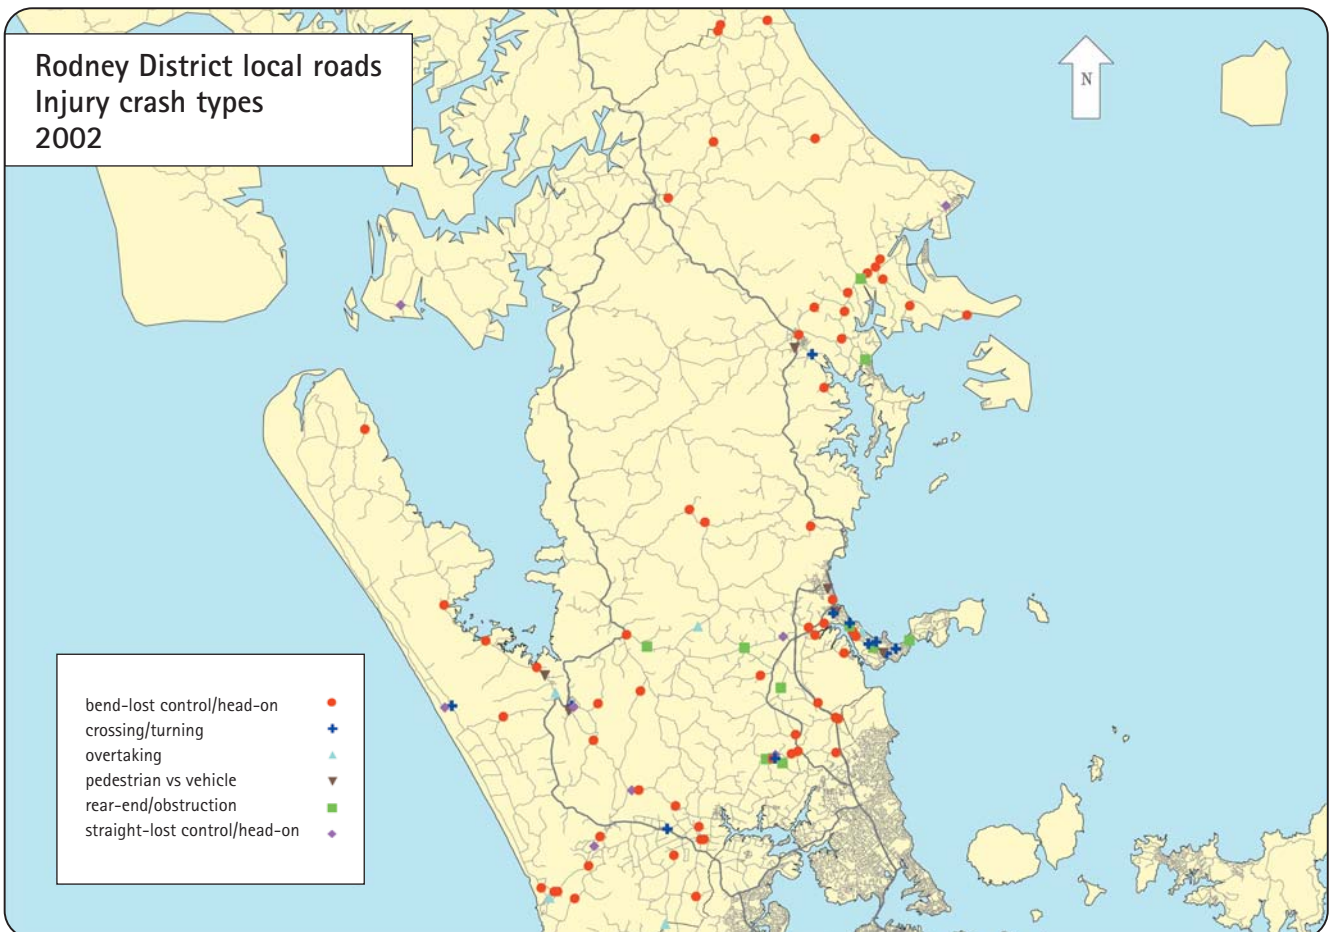 Rodney District local roads
Injury crash types
2002
N
bend-lost control/head-on
crossing/turning
overtaking
pedestrian vs vehicle
rear-end/obstruction
straight-lost control/head-on